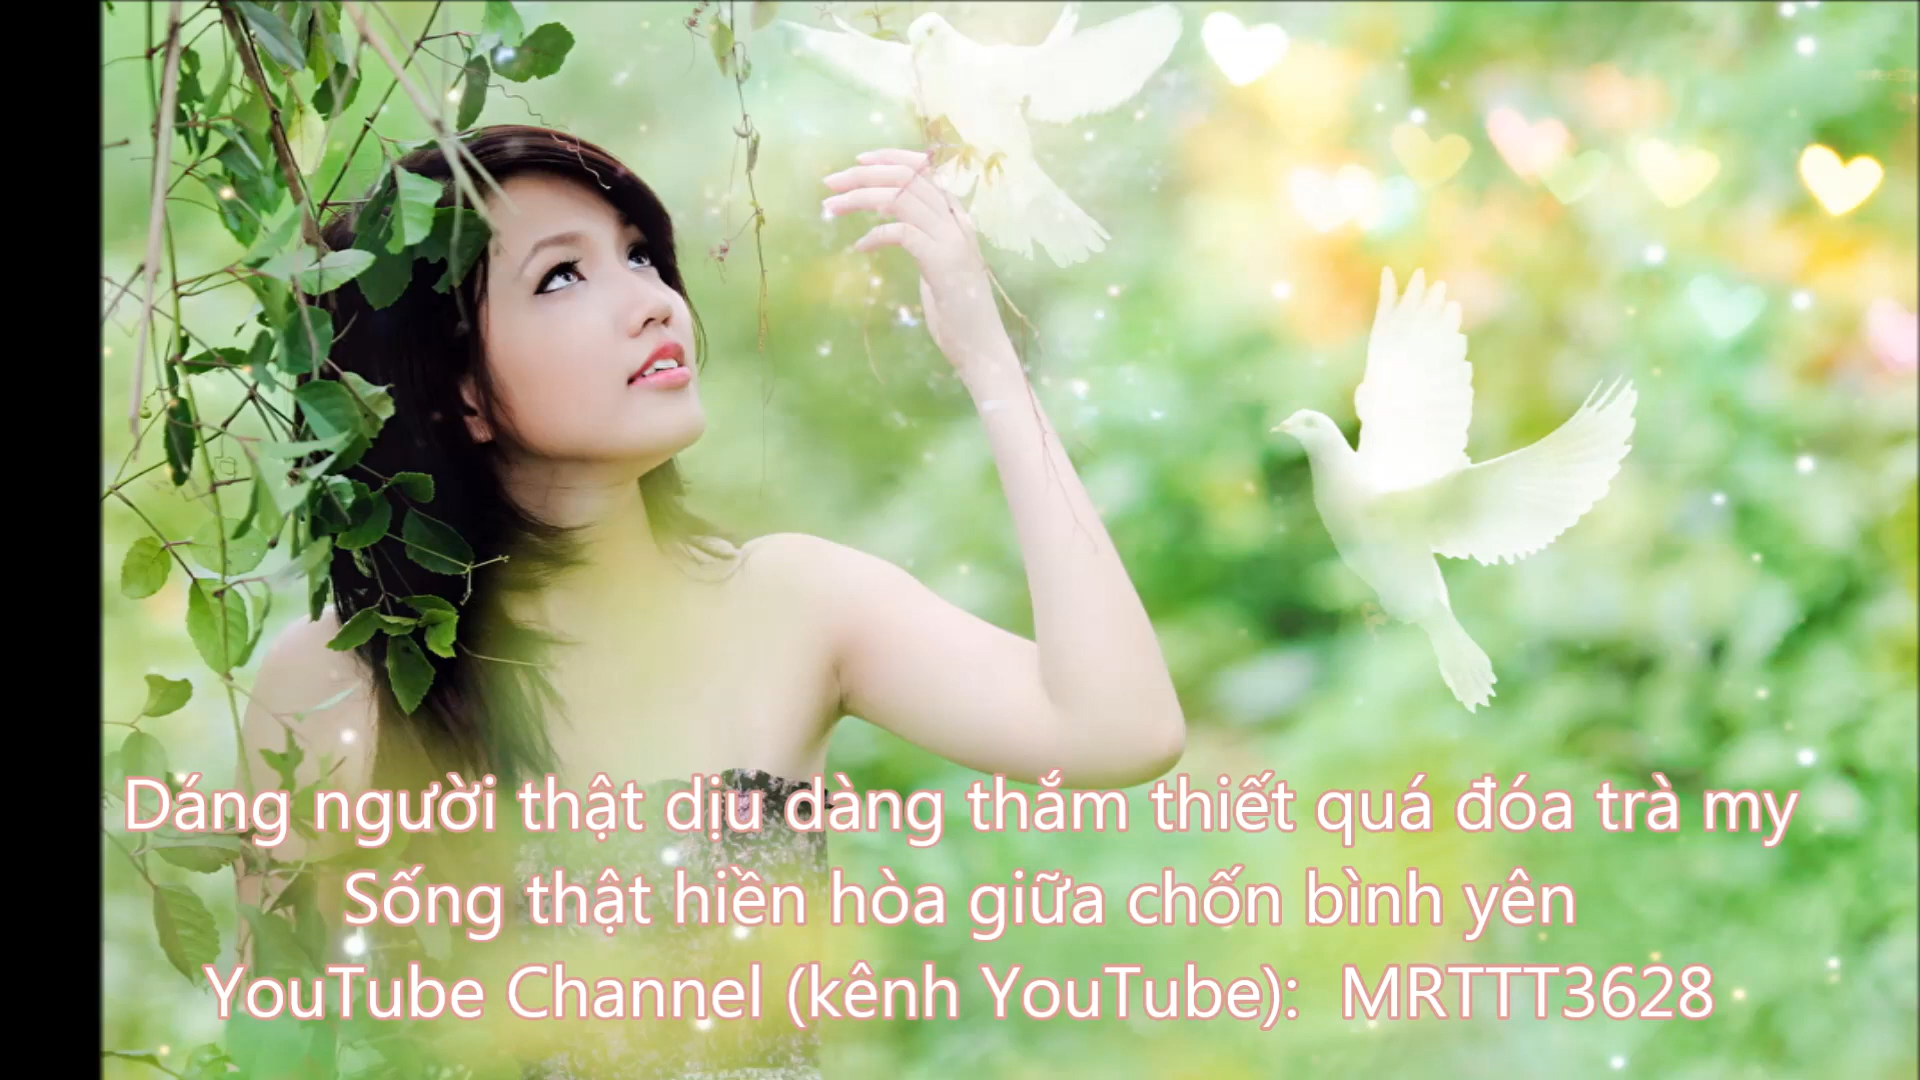 Dáng người thật dịu dàng thắm thiết quá đóa trà my
Sống thật hiền hòa giữa chốn bình yên
YouTube Channel (kênh YouTube):  MRTTT3628